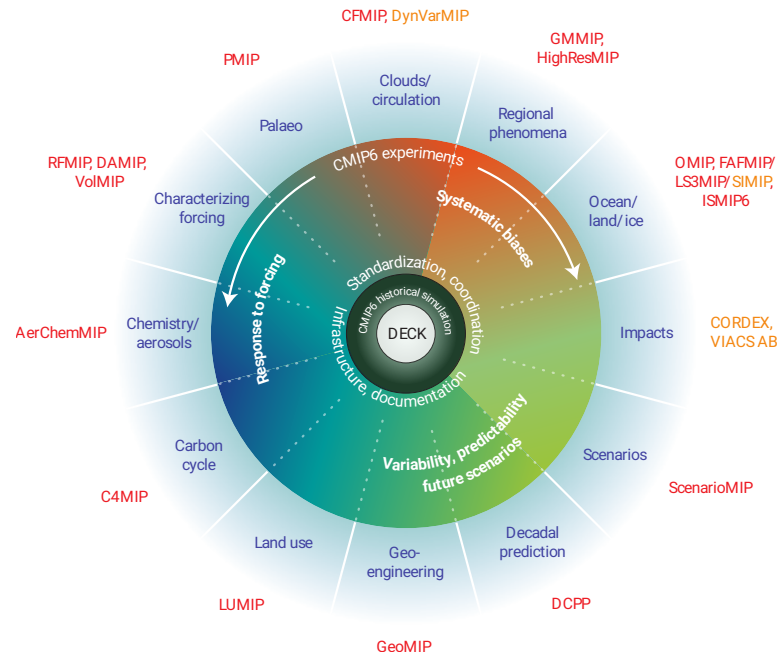 CFMIP, DynVarMIP
GMMIP,
HighResMIP
PMIP
Clouds/
circulation
Regional
phenomena
Palaeo
CMIP6 experiments
RFMIP, DAMIP,
VolMIP
OMIP, FAFMIP/
LS3MIP/SIMIP,
ISMIP6
Characterizing
forcing
Systematic biases
Ocean/
land/ice
Standardization, coordination
Response to forcing
CMIP6 historical simulation
DECK
AerChemMIP
Chemistry/
aerosols
Impacts
CORDEX,
VIACS AB
Infrastructure, documentation
Variability, predictability
future scenarios
Carbon
cycle
Scenarios
C4MIP
ScenarioMIP
Land use
Geo-
engineering
Decadal
prediction
LUMIP
DCPP
GeoMIP